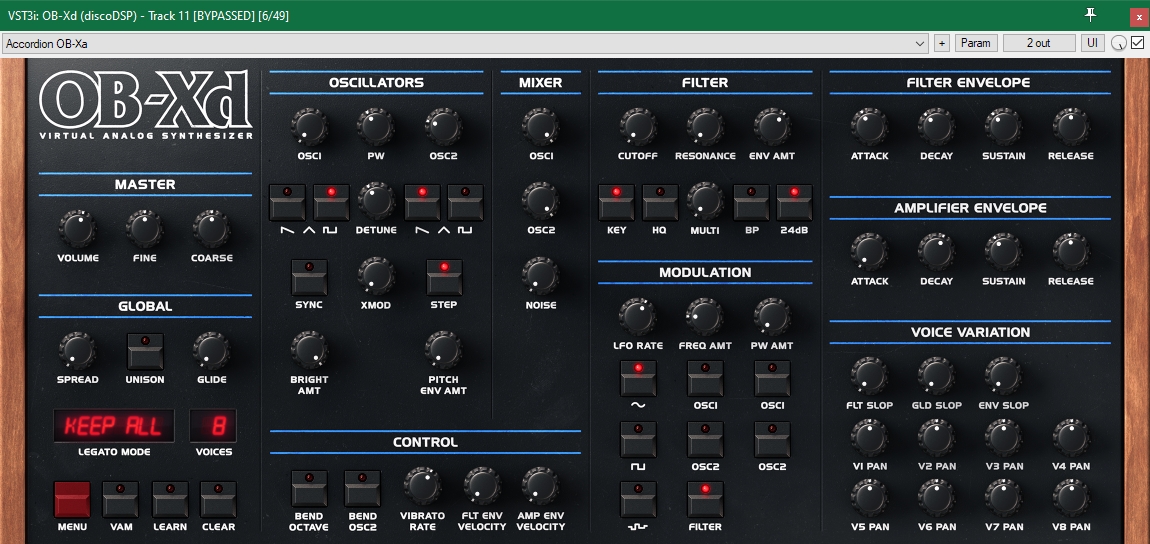 VST3i: OB-Xd (discoDSP) - Track 11 [BYPASSED] [6/49]
x
Accordion OB-Xa
+
Param
2 out
UI
OB-Xd
VIRTUAL ANALOG SYNTHESIZER
MASTER
VOLUME FINE COARSE
GLOBAL
SPREAD UNISON GLIDE
KEEP ALL 8
LEGATO MODE VOICES
MENU VAM LEARN CLEAR
OSCILLATORS
OSC1 PW OSC2
DETUNE
SYNC XMOD STEP
BRIGHT AMT
PITCH ENV AMT
MIXER
OSC1
OSC2
NOISE
CONTROL
BEND OCTAVE
BEND OSC2
VIBRATO RATE
FLT ENV VELOCITY
AMP ENV VELOCITY
FILTER
CUTOFF RESONANCE ENV AMT
KEY HQ MULTI BP 24dB
MODULATION
LFO RATE FREQ AMT PW AMT
OSC1 OSC1
OSC2 OSC2
FILTER
FILTER ENVELOPE
ATTACK DECAY SUSTAIN RELEASE
AMPLIFIER ENVELOPE
ATTACK DECAY SUSTAIN RELEASE
VOICE VARIATION
FLT SLOP GLD SLOP ENV SLOP
V1 PAN V2 PAN V3 PAN V4 PAN
V5 PAN V6 PAN V7 PAN V8 PAN